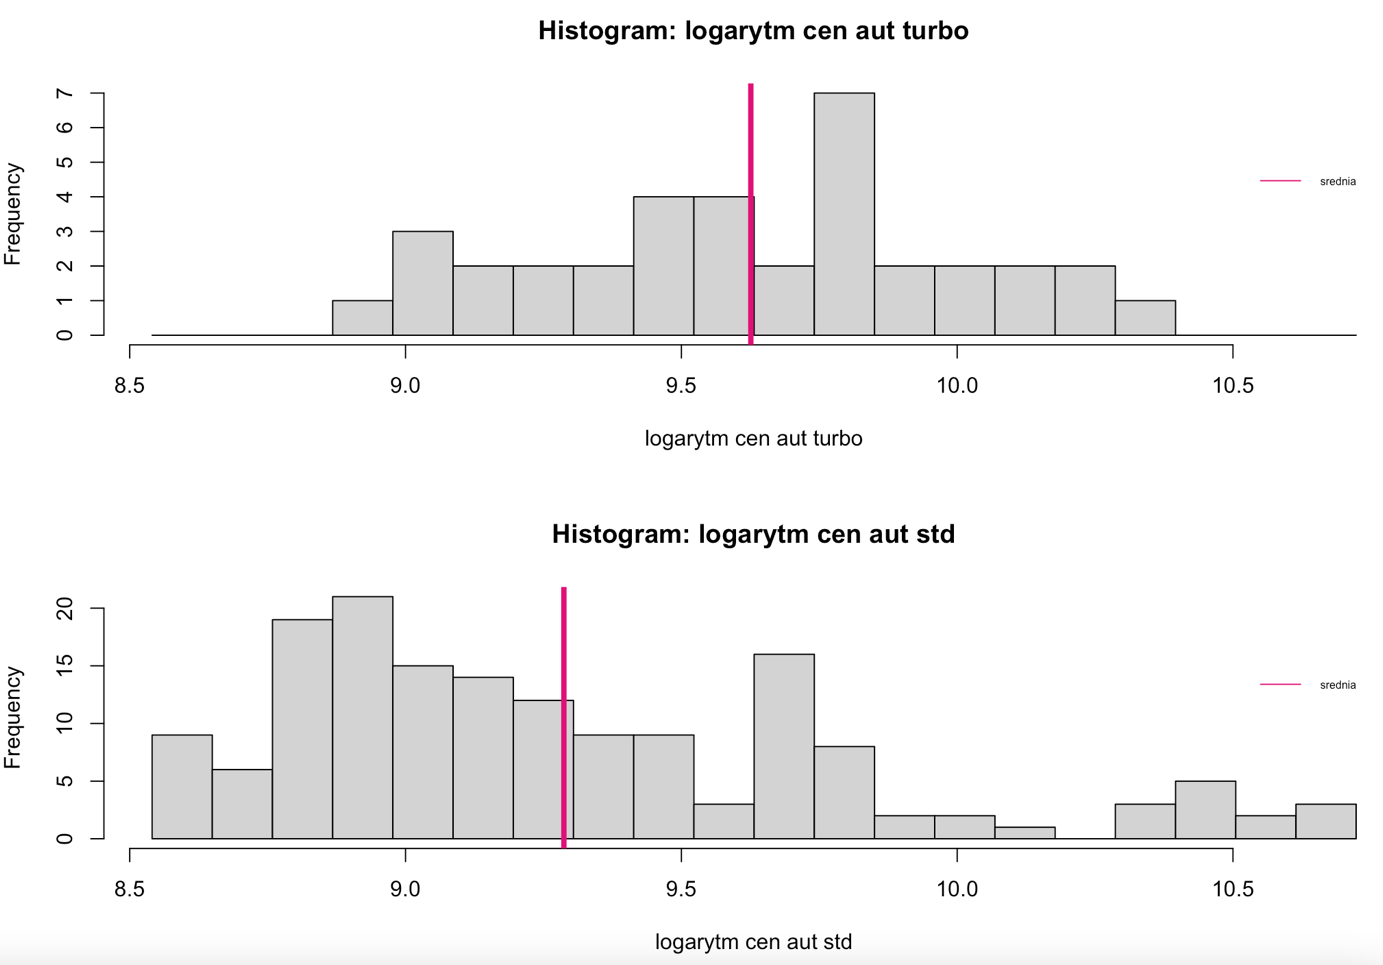 Histogram: logarytm cen aut turbo
Frequency
7
6
5
4
3
2
1
0
srednia
8.5 9.0 9.5 10.0 10.5
logarytm cen aut turbo
Histogram: logarytm cen aut std
Frequency
20
15
10
5
0
srednia
8.5 9.0 9.5 10.0 10.5
logarytm cen aut std